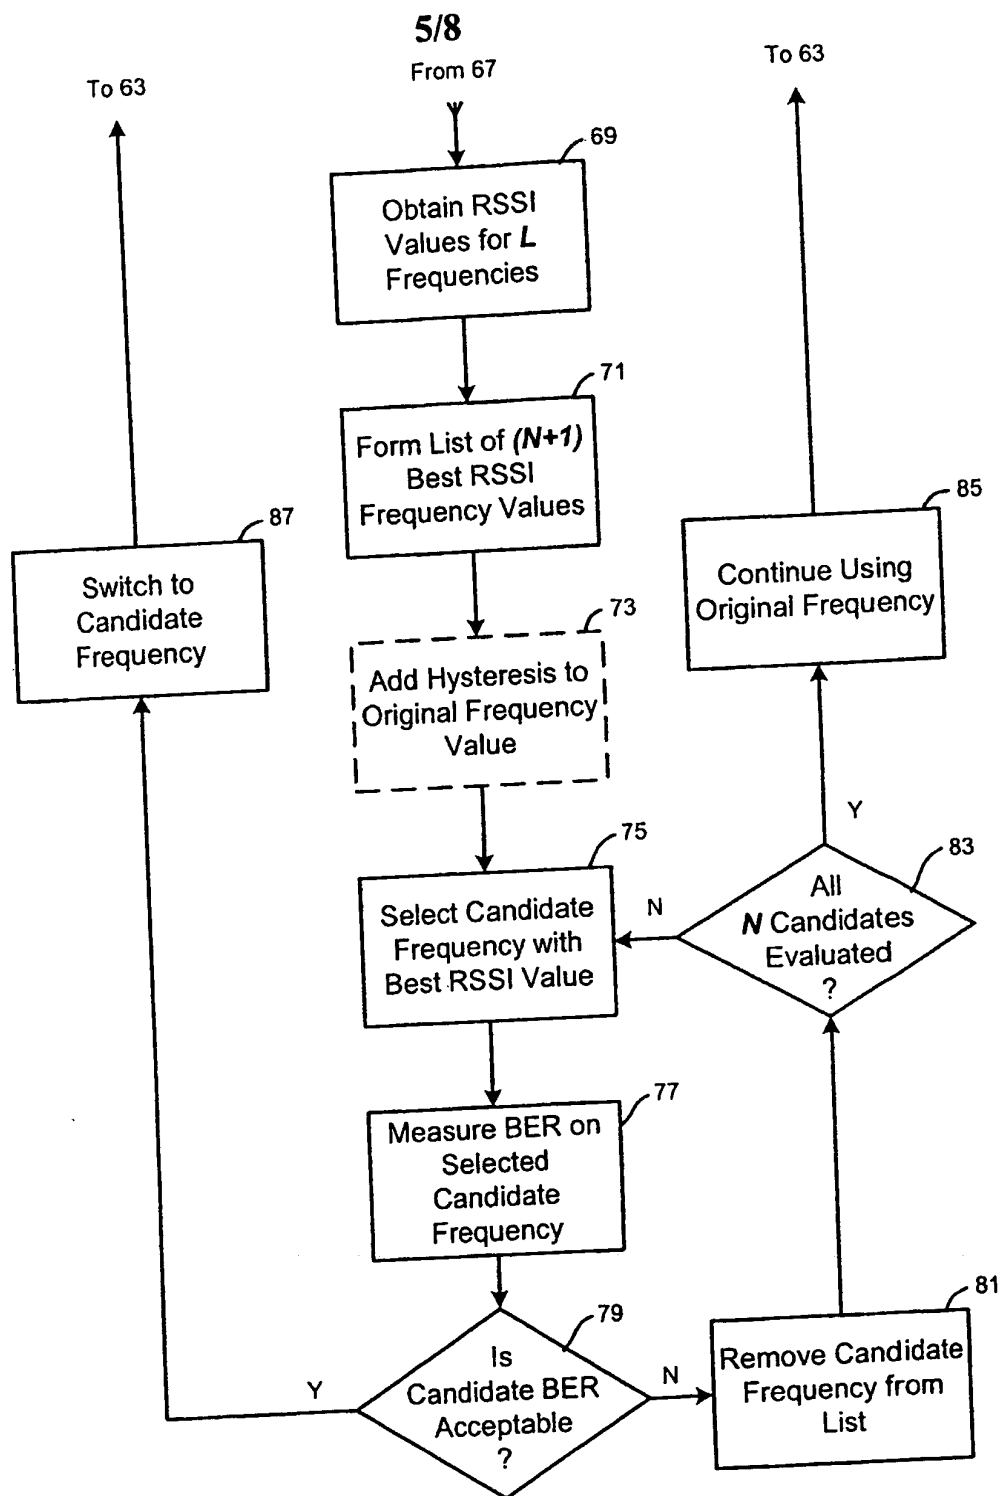 5/8
To 63
From 67
To 63
69
Obtain RSSI
Values for L
Frequencies
71
Form List of (N+1)
Best RSSI
Frequency Values
87
Switch to
Candidate
Frequency
85
Continue Using
Original Frequency
73
Add Hysteresis to
Original Frequency
Value
Y
75
Select Candidate
Frequency with
Best RSSI Value
N
83
All
N Candidates
Evaluated
?
77
Measure BER on
Selected
Candidate
Frequency
79
Is
Candidate BER
Acceptable
?
Y
N
81
Remove Candidate
Frequency from
List